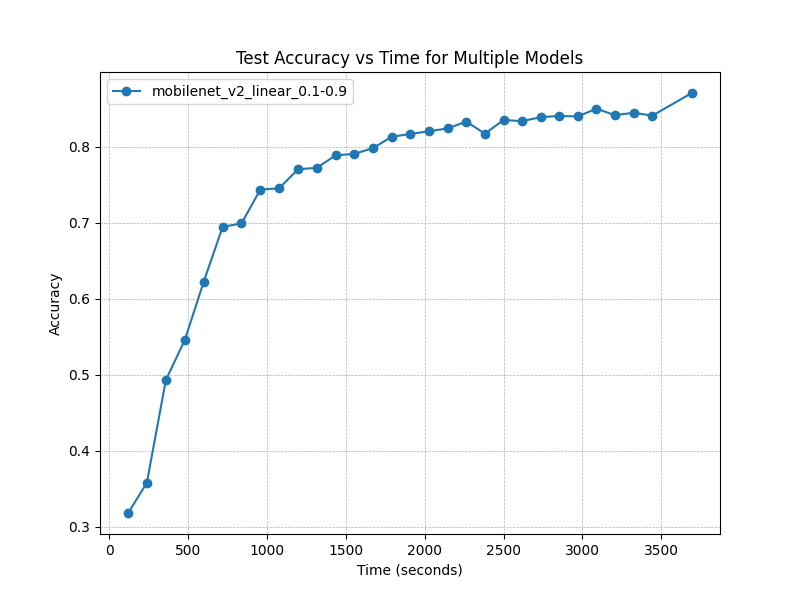 Test Accuracy vs Time for Multiple Models
mobilenet_v2_linear_0.1-0.9
Accuracy
0.8
0.7
0.6
0.5
0.4
0.3
0 500 1000 1500 2000 2500 3000 3500
Time (seconds)